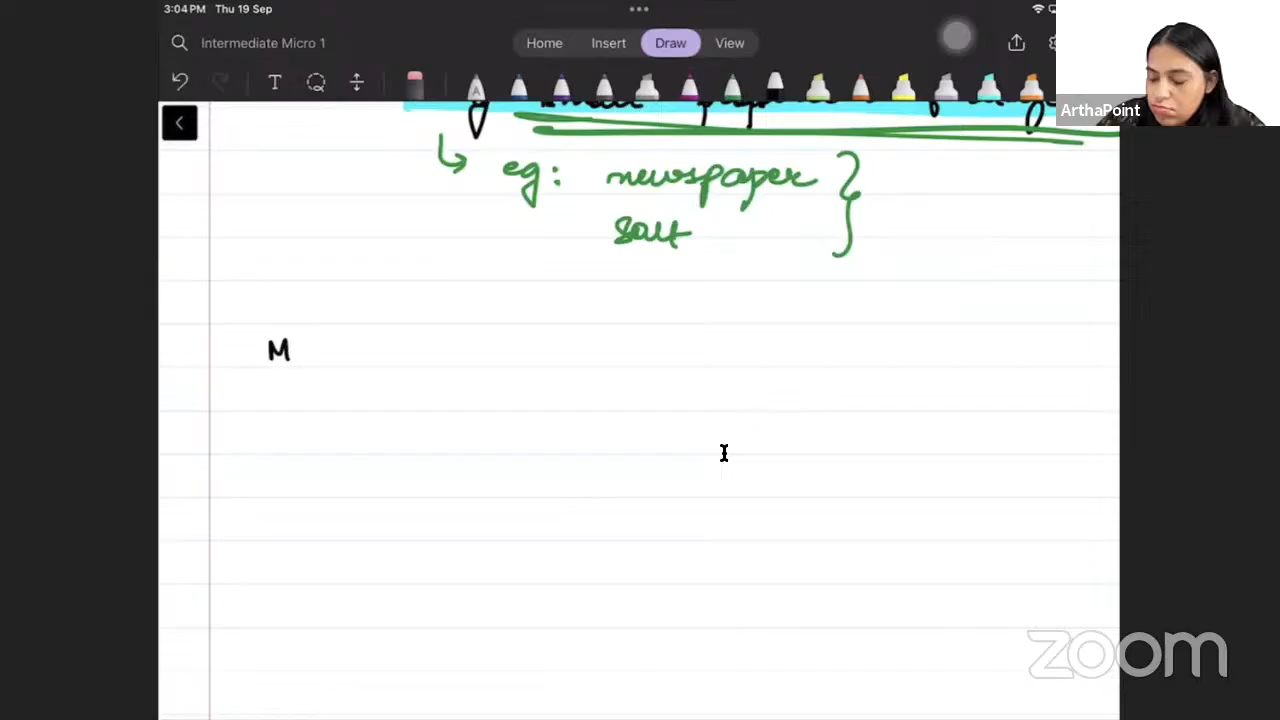 3:04 PM Thu 19 Sep
Intermediate Micro 1
Home Insert Draw View
ArthaPoint
eg: newspaper
salt
M
zoom